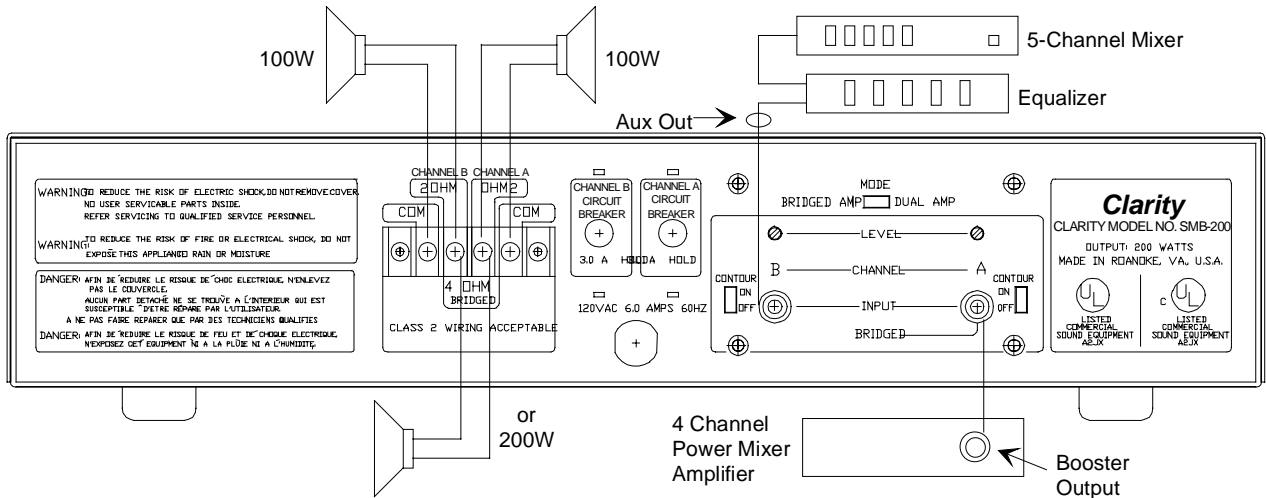 100W
100W
5-Channel Mixer
Equalizer
Aux Out
WARNING: TO REDUCE THE RISK OF ELECTRIC SHOCK, DO NOT REMOVE COVER.
NO USER SERVICABLE PARTS INSIDE.
REFER SERVICING TO QUALIFIED SERVICE PERSONNEL.
WARNING: TO REDUCE THE RISK OF FIRE OR ELECTRICAL SHOCK, DO NOT
EXPOSE THIS APPLIANCE RAIN OR MOISTURE
DANGER: AFIN DE REDUIRE LE RISQUE DE CHOC ELECTRIQUE, N'ENLEVEZ
PAS LE COUVERCLE.
AUCUN PART DETACHÉ NE SE TROUVE A L'INTERIEUR QUI EST
SUSCEPTIBLE D'ETRE RÉPARE PAR L'UTILISATEUR.
A NE PAS FAIRE REPARER QUE PAR DES TECHNICIENS QUALIFIES
DANGER: AFIN DE REDUIRE LE RISQUE DE FEU ET DE CHOQUE ELECTRIQUE,
N'EXPOSEZ CET EQUIPMENT NI A LA PLUIE NI A L'HUMIDITÉ.
CHANNEL B CHANNEL A
2 OHM OHM 2
COM COM
4 OHM
BRIDGED
CLASS 2 WIRING ACCEPTABLE
CHANNEL B
CIRCUIT
BREAKER
3.0 A HOLD
CHANNEL A
CIRCUIT
BREAKER
A HOLD
120VAC 6.0 AMPS 60HZ
MODE
BRIDGED AMP DUAL AMP
LEVEL
B CHANNEL A
CONTOUR
ON
OFF
INPUT
CONTOUR
ON
OFF
BRIDGED
Clarity
CLARITY MODEL NO. SMB-200
OUTPUT: 200 WATTS
MADE IN ROANOKE, VA., U.S.A.
UL
LISTED
COMMERCIAL
SOUND EQUIPMENT
A2JX
C UL
LISTED
COMMERCIAL
SOUND EQUIPMENT
A2JX
or
200W
4 Channel
Power Mixer
Amplifier
Booster
Output